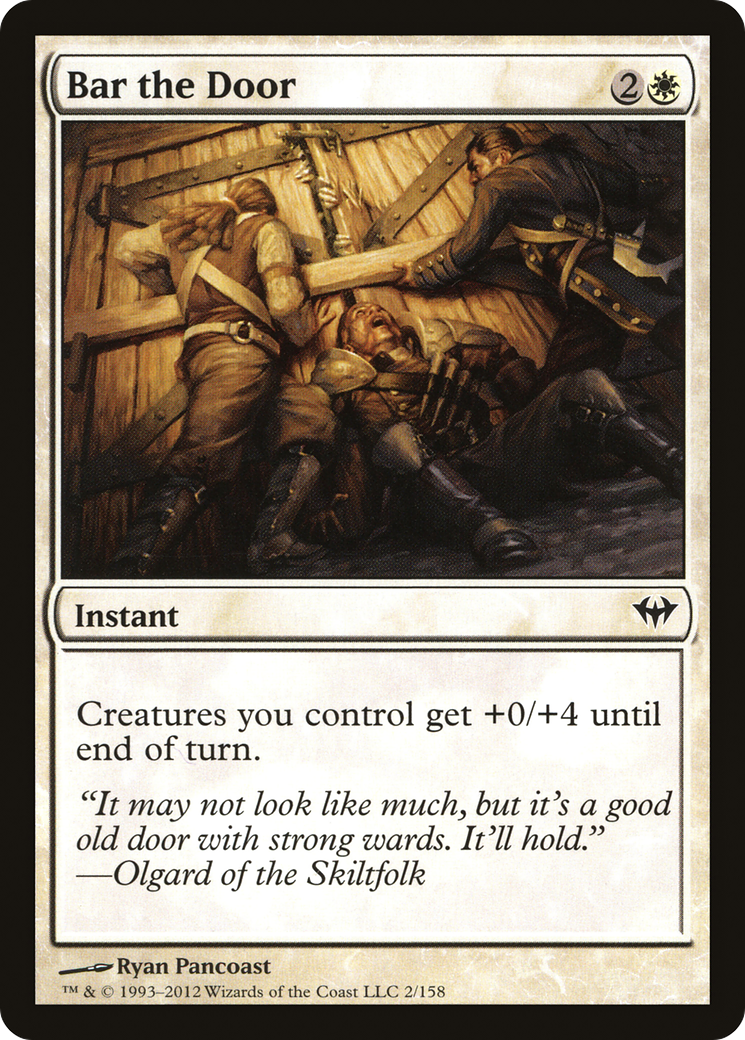 Bar the Door 2
Instant
Creatures you control get +0/+4 until
end of turn.
“It may not look like much, but it’s a good
old door with strong wards. It’ll hold.”
—Olgard of the Skiltfolk
Ryan Pancoast
™ & © 1993–2012 Wizards of the Coast LLC 2/158